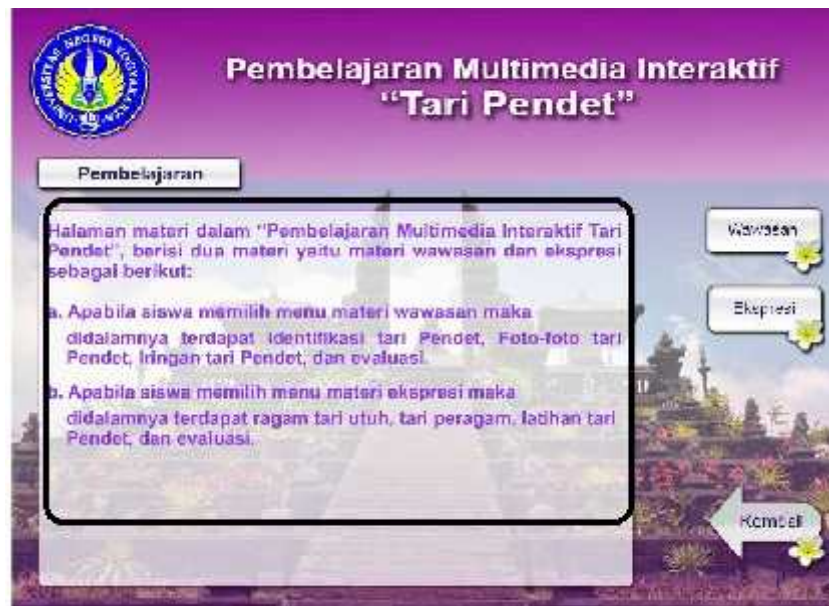 UNIVERSITAS NEGERI YOGYAKARTA
Pembelajaran Multimedia Interaktif
“Tari Pendet”
Pembelajaran
Halaman materi dalam “Pembelajaran Multimedia Interaktif Tari
Pendet”, berisi dua materi yaitu materi wawasan dan ekspresi
sebagai berikut:
a. Apabila siswa memilih menu materi wawasan maka
didalamnya terdapat identifikasi tari Pendet, Foto-foto tari
Pendet, Iringan tari Pendet, dan evaluasi.
b. Apabila siswa memilih menu materi ekspresi maka
didalamnya terdapat ragam tari utuh, tari peragam, latihan tari
Pendet, dan evaluasi.
Wawasan
Ekspresi
Kembali